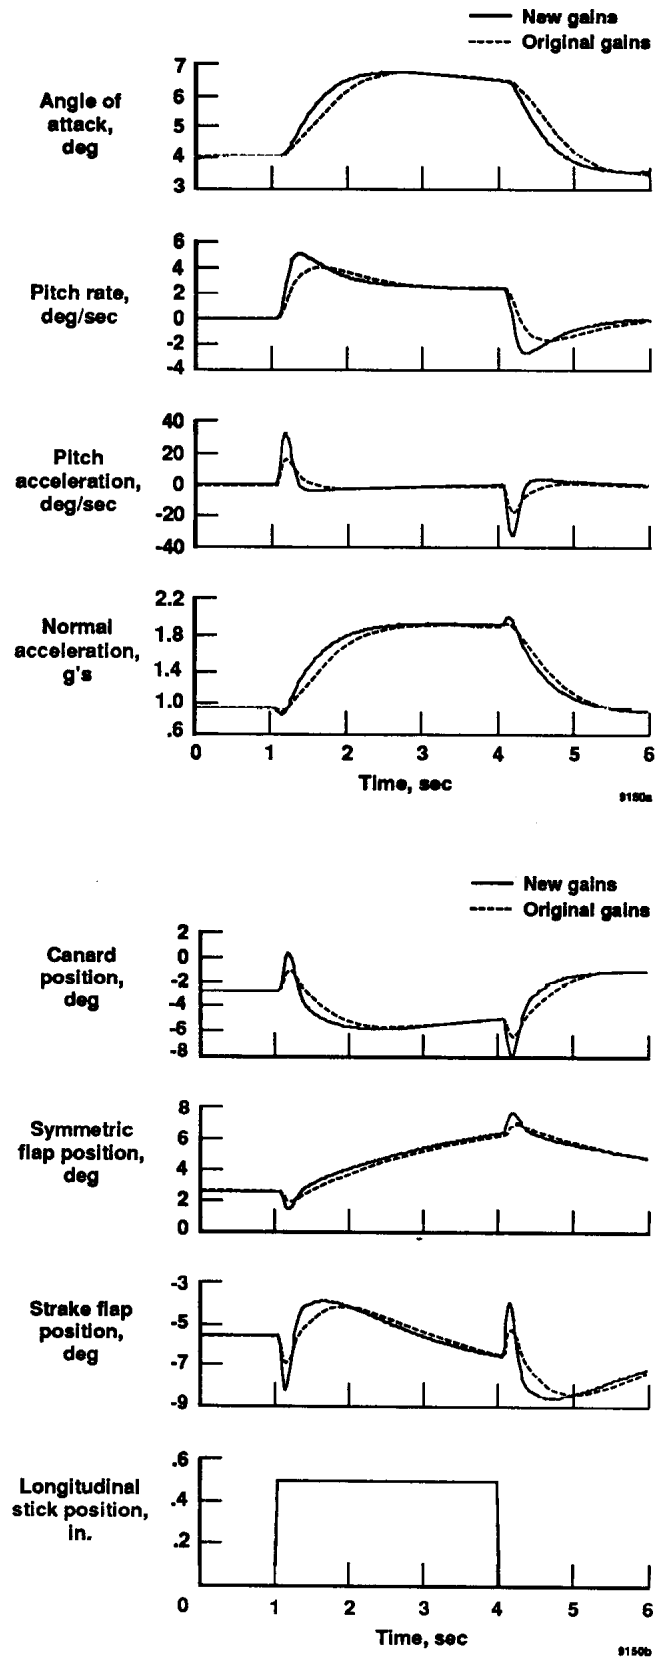 New gains
Original gains
Angle of
attack,
deg
7
6
5
4
3
Pitch rate,
deg/sec
6
4
2
0
-2
-4
Pitch
acceleration,
deg/sec
40
20
0
-20
-40
Normal
acceleration,
g's
2.2
1.8
1.4
1.0
.6
0 1 2 3 4 5 6
Time, sec
9150a
New gains
Original gains
Canard
position,
deg
2
0
-2
-4
-6
-8
Symmetric
flap position,
deg
8
6
4
2
0
Strake flap
position,
deg
-3
-5
-7
-9
Longitudinal
stick position,
in.
.6
.4
.2
0 1 2 3 4 5 6
Time, sec
9150b